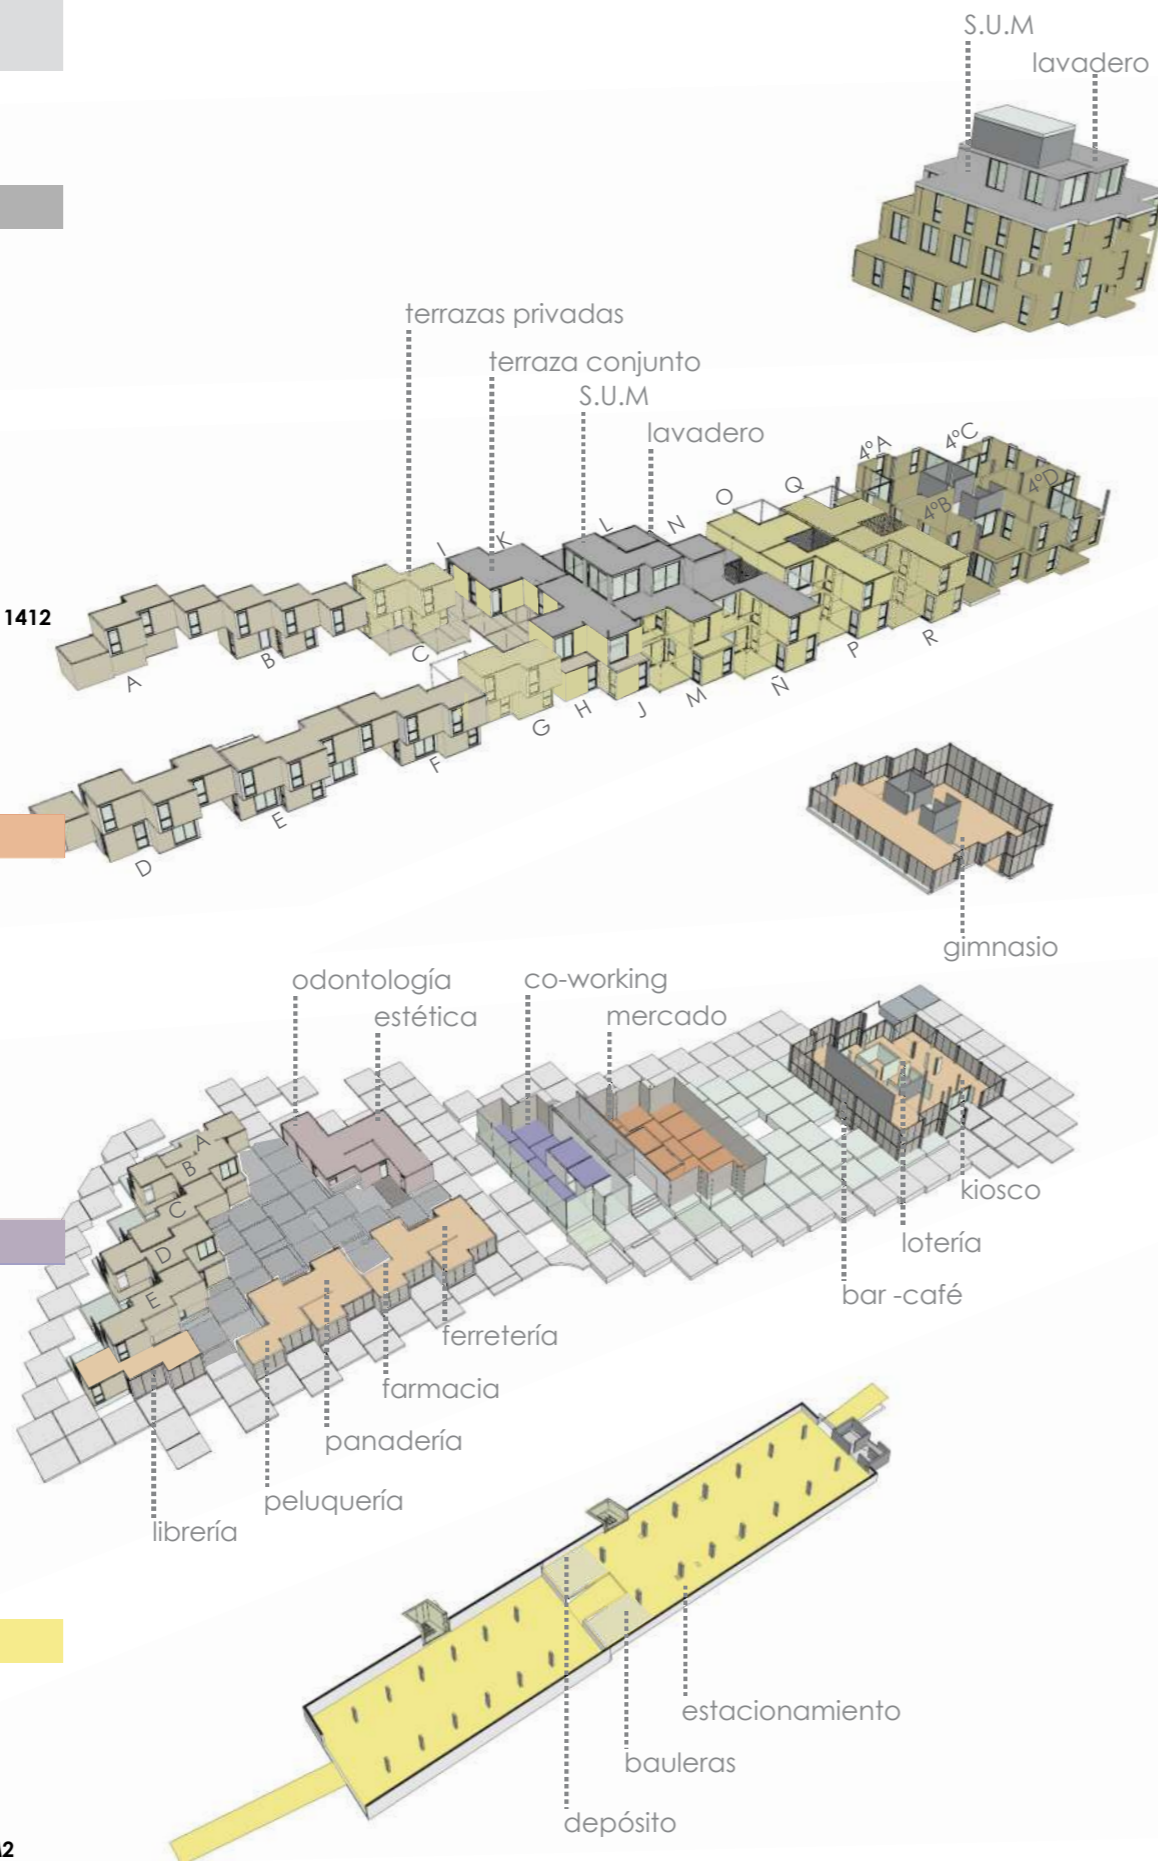 S.U.M
lavadero
terrazas privadas
terraza conjunto
S.U.M
lavadero
4ºA
4ºC
4ºB
4ºD
I
K
L
N
O
Q
1412
A
B
C
D
E
F
G
H
J
M
Ñ
P
R
gimnasio
odontología
estética
co-working
mercado
A
B
C
D
E
kiosco
lotería
bar -café
ferretería
farmacia
panadería
peluquería
librería
estacionamiento
bauleras
depósito